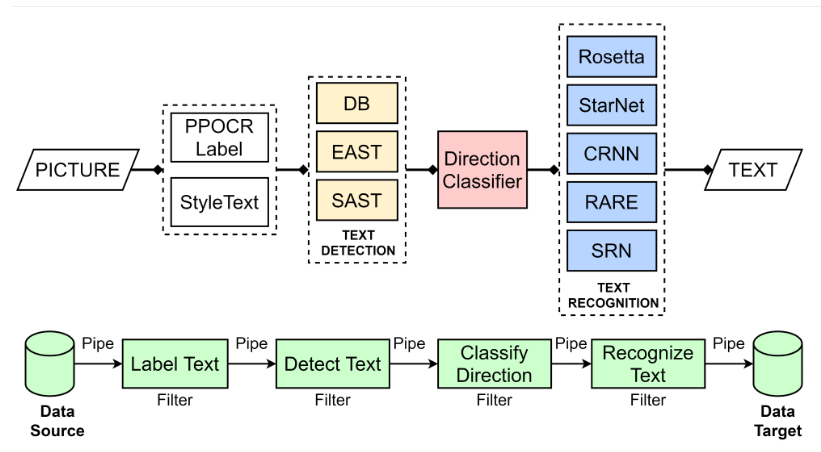 PICTURE
PPOCR
Label
StyleText
DB
EAST
SAST
TEXT
DETECTION
Direction
Classifier
Rosetta
StarNet
CRNN
RARE
SRN
TEXT
RECOGNITION
TEXT
Pipe
Pipe
Pipe
Pipe
Pipe
Label Text
Detect Text
Classify
Direction
Recognize
Text
Filter
Filter
Filter
Filter
Data
Source
Data
Target